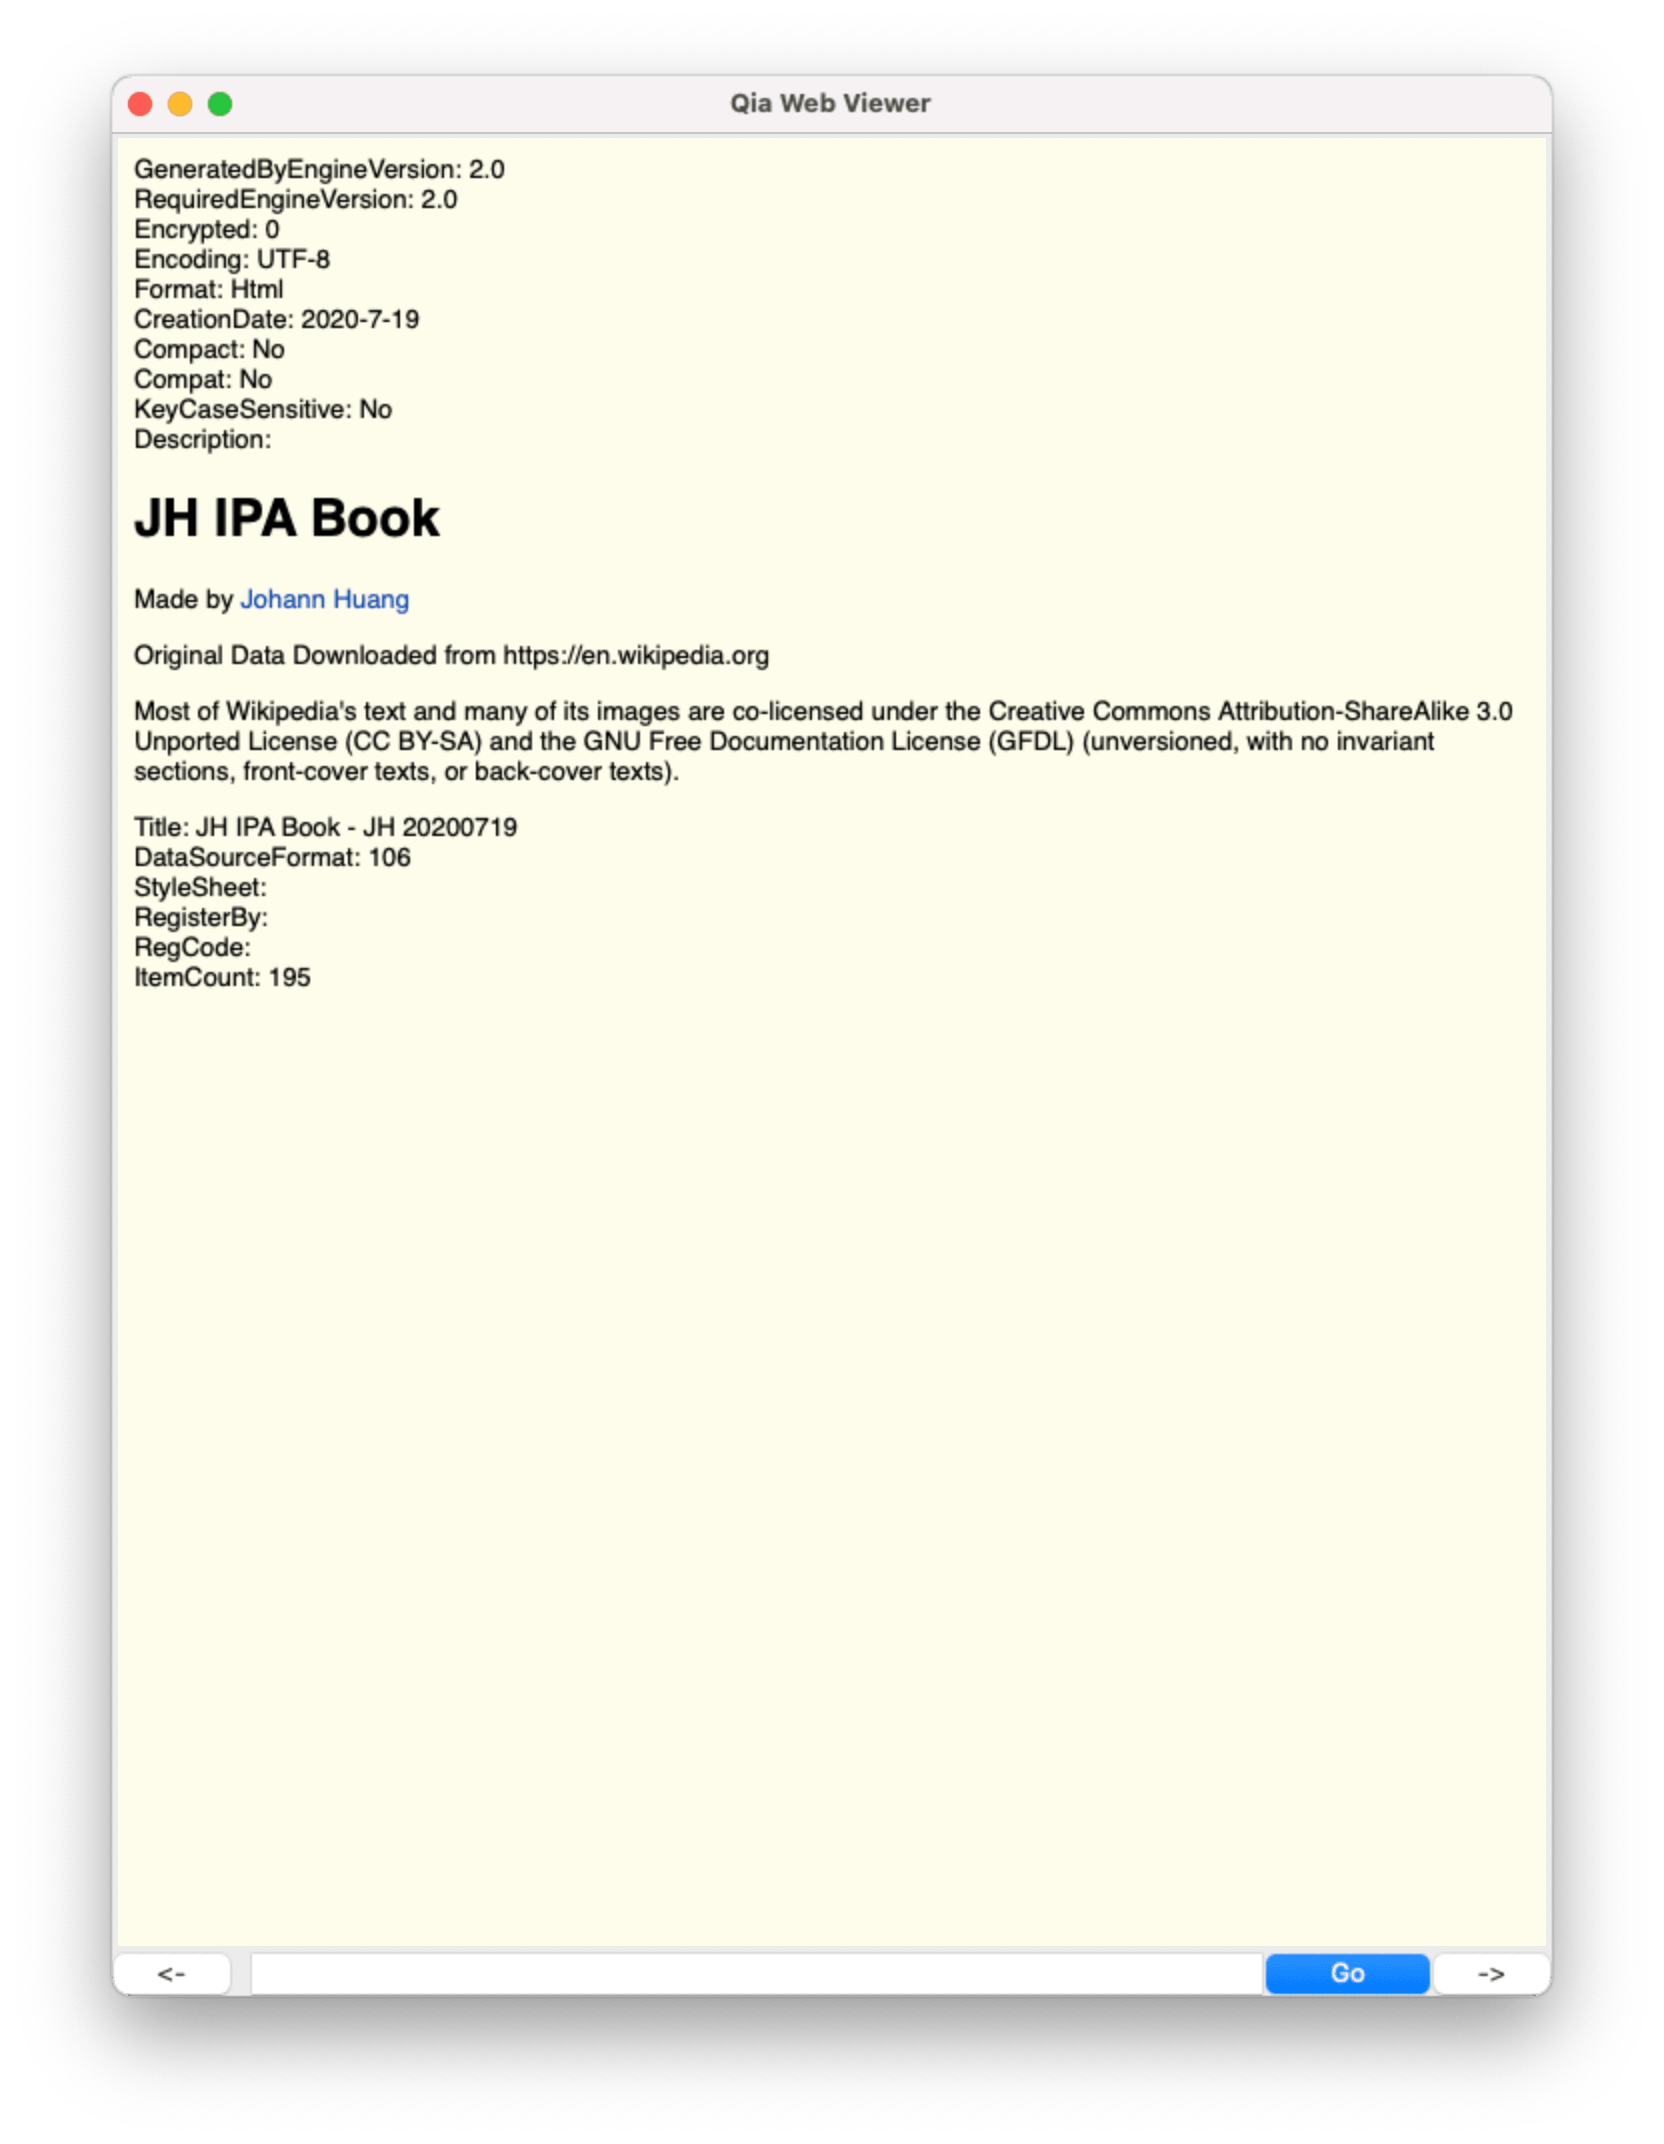 Qia Web Viewer
GeneratedByEngineVersion: 2.0
RequiredEngineVersion: 2.0
Encrypted: 0
Encoding: UTF-8
Format: Html
CreationDate: 2020-7-19
Compact: No
Compat: No
KeyCaseSensitive: No
Description:
JH IPA Book
Made by Johann Huang
Original Data Downloaded from https://en.wikipedia.org
Most of Wikipedia's text and many of its images are co-licensed under the Creative Commons Attribution-ShareAlike 3.0
Unported License (CC BY-SA) and the GNU Free Documentation License (GFDL) (unversioned, with no invariant
sections, front-cover texts, or back-cover texts).
Title: JH IPA Book - JH 20200719
DataSourceFormat: 106
StyleSheet:
RegisterBy:
RegCode:
ItemCount: 195
<- Go ->